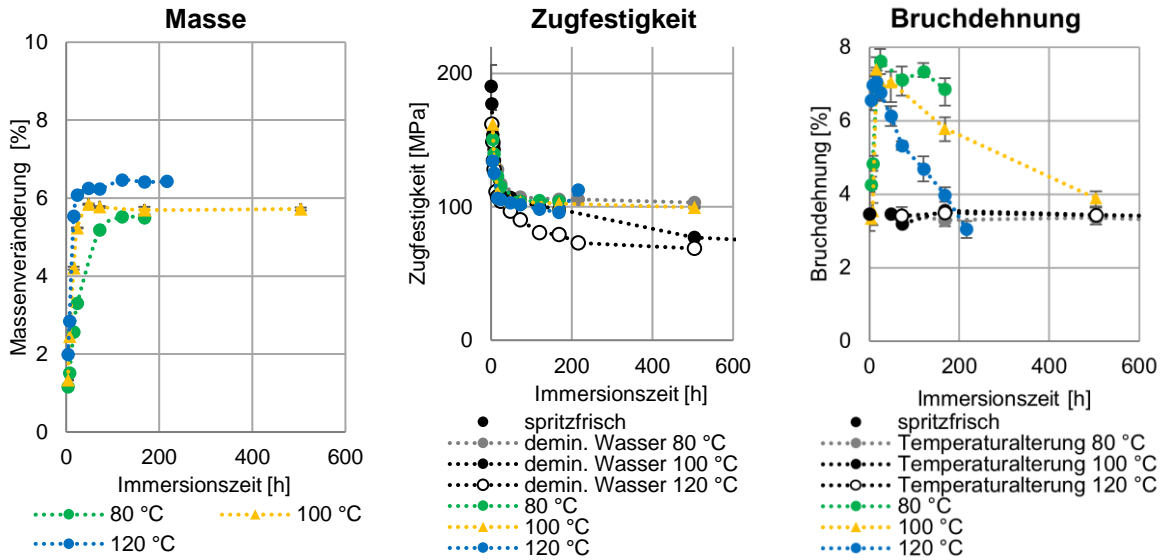 Masse
Massenveränderung [%]
10
8
6
4
2
0
0 200 400 600
Immersionszeit [h]
80 °C
100 °C
120 °C
Zugfestigkeit
Zugfestigkeit [MPa]
200
100
0
0 200 400 600
Immersionszeit [h]
spritzfrisch
demin. Wasser 80 °C
demin. Wasser 100 °C
demin. Wasser 120 °C
80 °C
100 °C
120 °C
Bruchdehnung
Bruchdehnung [%]
8
6
4
2
0
0 200 400 600
Immersionszeit [h]
spritzfrisch
Temperaturalterung 80 °C
Temperaturalterung 100 °C
Temperaturalterung 120 °C
80 °C
100 °C
120 °C